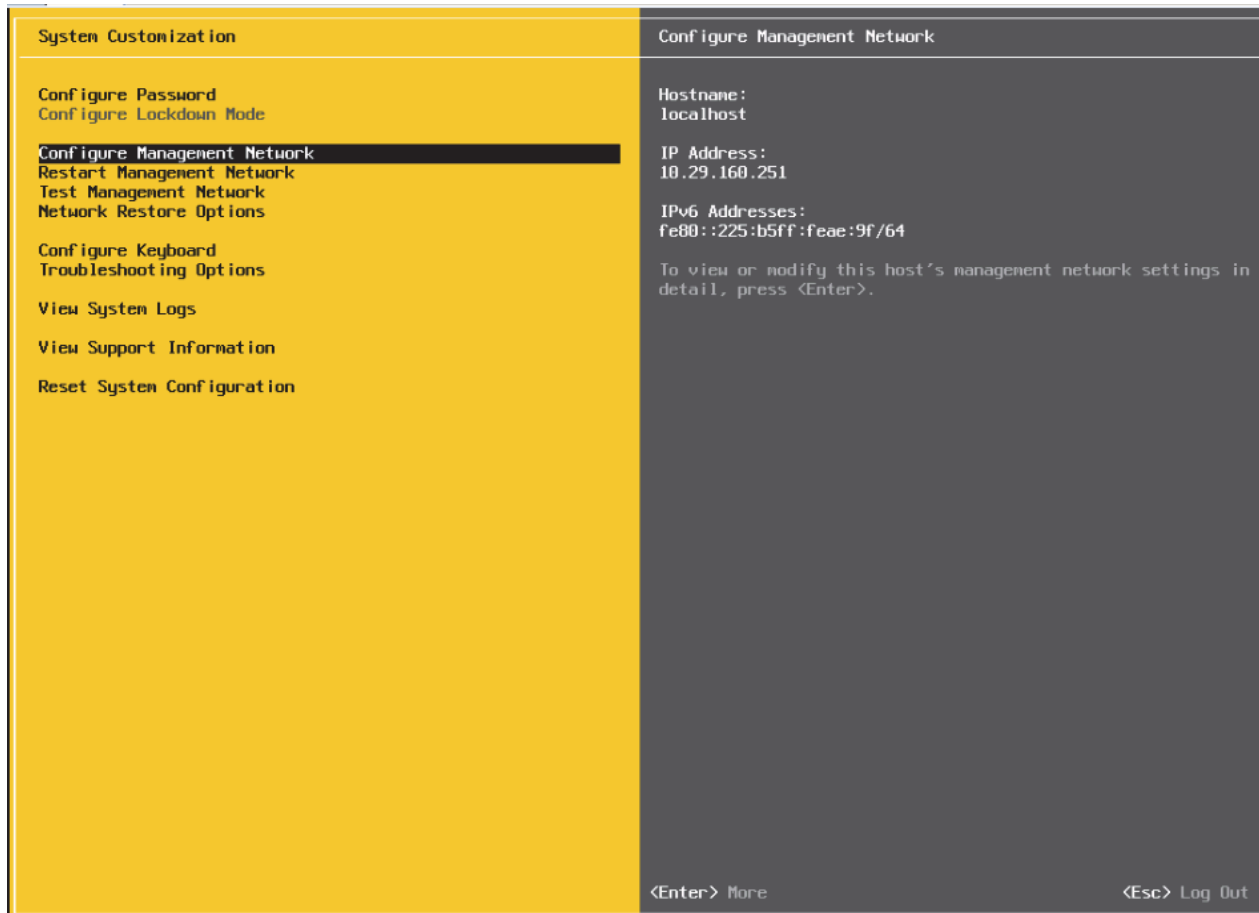 System Customization
Configure Password
Configure Lockdown Mode
Configure Management Network
Restart Management Network
Test Management Network
Network Restore Options
Configure Keyboard
Troubleshooting Options
View System Logs
View Support Information
Reset System Configuration
Configure Management Network
Hostname:
localhost
IP Address:
10.29.160.251
IPv6 Addresses:
fe80::225:b5ff:feae:9f/64
To view or modify this host's management network settings in
detail, press <Enter>.
<Enter> More
<Esc> Log Out